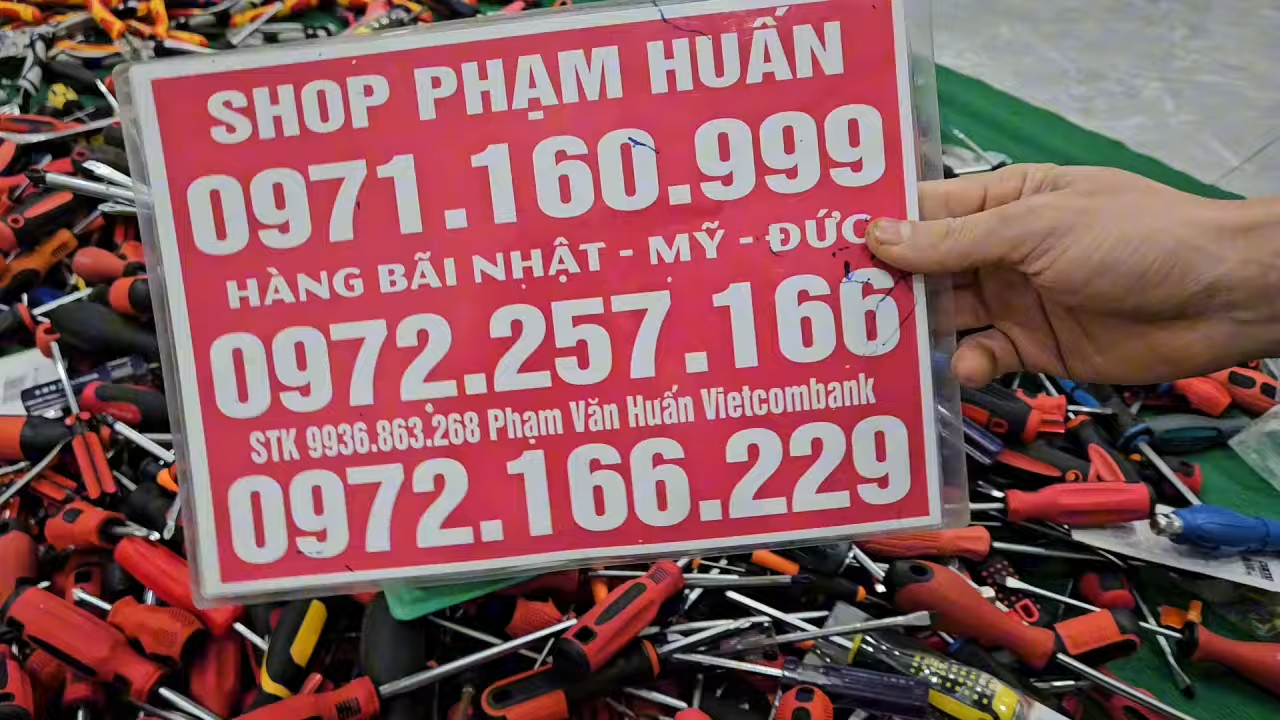 SHOP PHẠM HUẤN
0971.160.999
HÀNG BÃI NHẬT - MỸ - ĐỨC
0972.257.166
STK 9936.863.268 Phạm Văn Huấn Vietcombank
0972.166.229